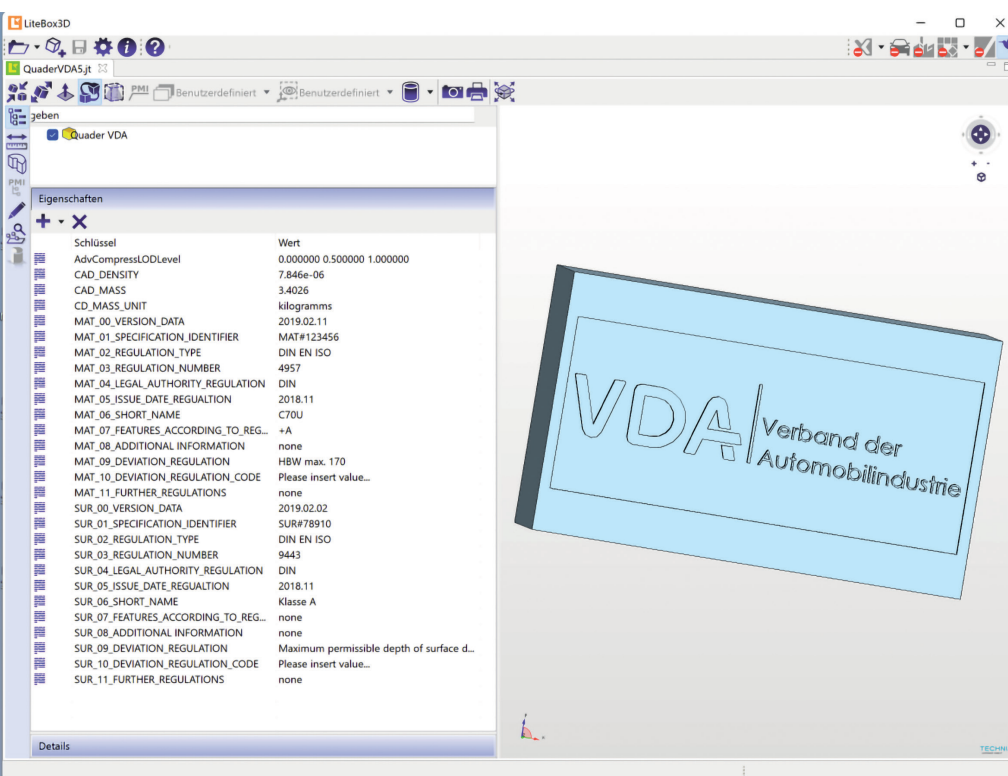 LiteBox3D
QuaderVDA5.jt
PMI Benutzerdefiniert Benutzerdefiniert
geben
Quader VDA
PMI
Eigenschaften
Schlüssel Wert
AdvCompressLODLevel 0.000000 0.500000 1.000000
CAD_DENSITY 7.846e-06
CAD_MASS 3.4026
CD_MASS_UNIT kilogramms
MAT_00_VERSION_DATA 2019.02.11
MAT_01_SPECIFICATION_IDENTIFIER MAT#123456
MAT_02_REGULATION_TYPE DIN EN ISO
MAT_03_REGULATION_NUMBER 4957
MAT_04_LEGAL_AUTHORITY_REGULATION DIN
MAT_05_ISSUE_DATE_REGUALTION 2018.11
MAT_06_SHORT_NAME C70U
MAT_07_FEATURES_ACCORDING_TO_REG... +A
MAT_08_ADDITIONAL INFORMATION none
MAT_09_DEVIATION_REGULATION HBW max. 170
MAT_10_DEVIATION_REGULATION_CODE Please insert value...
MAT_11_FURTHER_REGULATIONS none
SUR_00_VERSION_DATA 2019.02.02
SUR_01_SPECIFICATION_IDENTIFIER SUR#78910
SUR_02_REGULATION_TYPE DIN EN ISO
SUR_03_REGULATION_NUMBER 9443
SUR_04_LEGAL_AUTHORITY_REGULATION DIN
SUR_05_ISSUE_DATE_REGUALTION 2018.11
SUR_06_SHORT_NAME Klasse A
SUR_07_FEATURES_ACCORDING_TO_REG... none
SUR_08_ADDITIONAL INFORMATION none
SUR_09_DEVIATION_REGULATION Maximum permissible depth of surface d...
SUR_10_DEVIATION_REGULATION_CODE Please insert value...
SUR_11_FURTHER_REGULATIONS none
Details
VDA
Verband der
Automobilindustrie
TECHNI